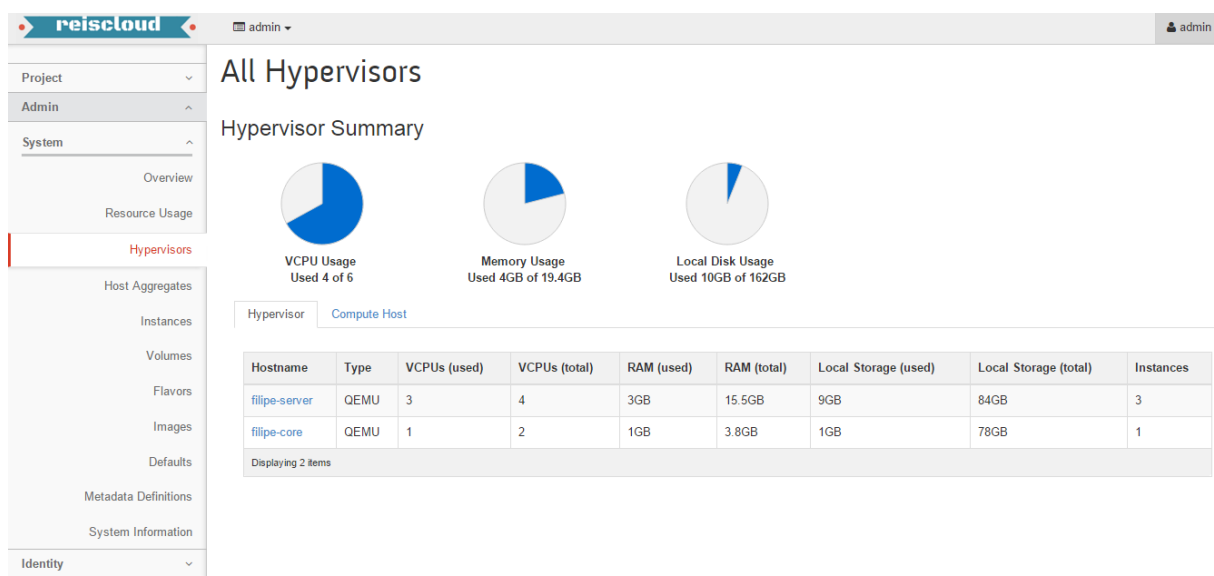 reiscloud
admin
admin
Project
Admin
System
Overview
Resource Usage
Hypervisors
Host Aggregates
Instances
Volumes
Flavors
Images
Defaults
Metadata Definitions
System Information
Identity
All Hypervisors
Hypervisor Summary
VCPU Usage
Used 4 of 6
Memory Usage
Used 4GB of 19.4GB
Local Disk Usage
Used 10GB of 162GB
Hypervisor Compute Host
Hostname Type VCPUs (used) VCPUs (total) RAM (used) RAM (total) Local Storage (used) Local Storage (total) Instances
filipe-server QEMU 3 4 3GB 15.5GB 9GB 84GB 3
filipe-core QEMU 1 2 1GB 3.8GB 1GB 78GB 1
Displaying 2 items